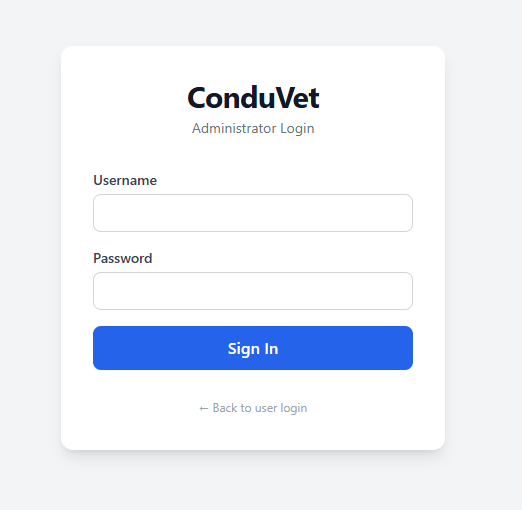 ConduVet
Administrator Login
Username
Password
Sign In
← Back to user login